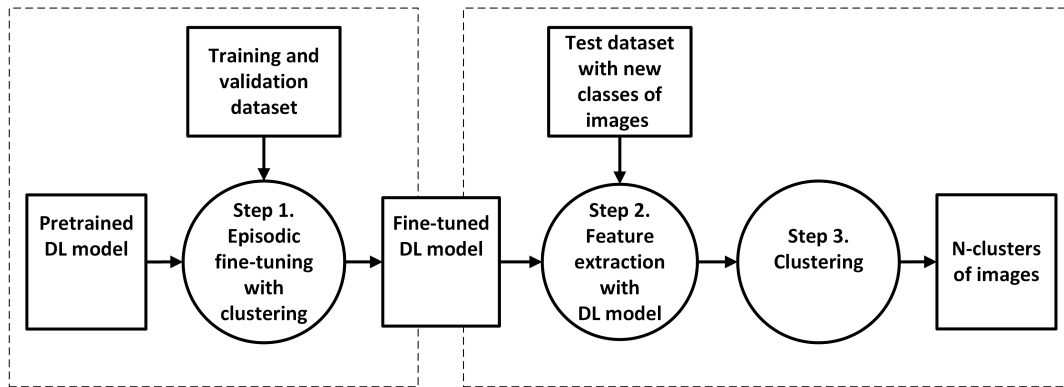 Training and
validation
dataset
Test dataset
with new
classes of
images
Pretrained
DL model
Step 1.
Episodic
fine-tuning
with
clustering
Fine-tuned
DL model
Step 2.
Feature
extraction
with
DL model
Step 3.
Clustering
N-clusters
of images